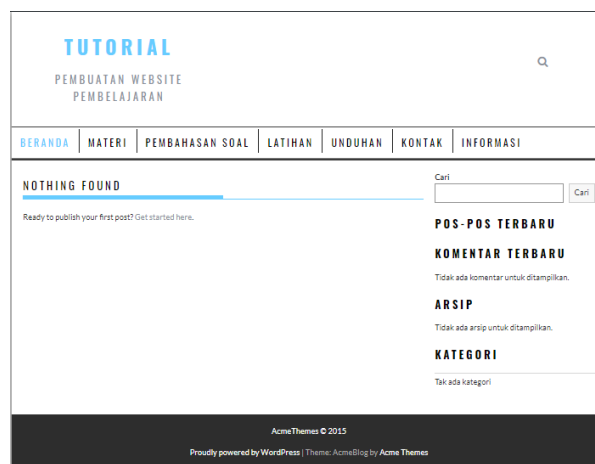 TUTORIAL
PEMBUATAN WEBSITE
PEMBELAJARAN
BERANDA MATERI PEMBAHASAN SOAL LATIHAN UNDUHAN KONTAK INFORMASI
NOTHING FOUND
Ready to publish your first post? Get started here.
Cari
Cari
POS-POS TERBARU
KOMENTAR TERBARU
Tidak ada komentar untuk ditampilkan.
ARSIP
Tidak ada arsip untuk ditampilkan.
KATEGORI
Tak ada kategori
AcmeThemes © 2015
Proudly powered by WordPress | Theme: AcmeBlog by Acme Themes